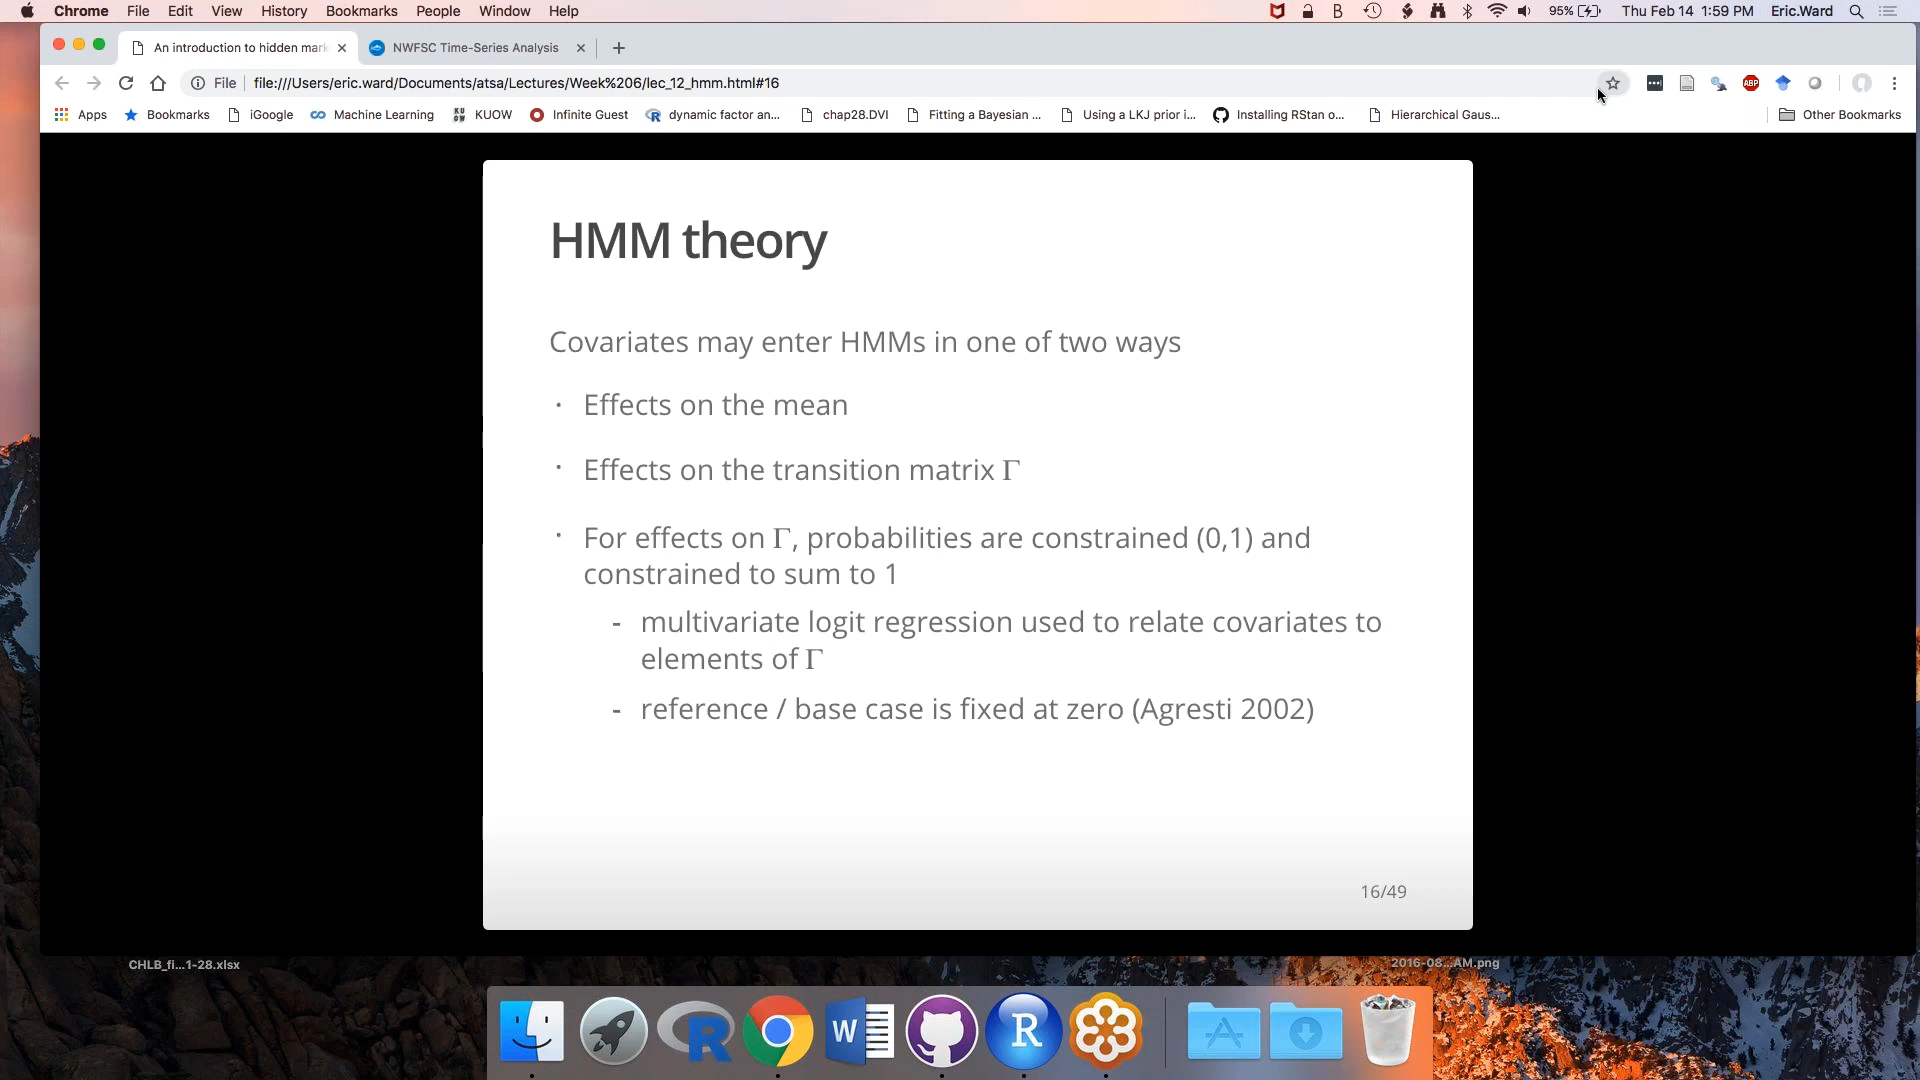 Chrome File Edit View History Bookmarks People Window Help B 95% Thu Feb 14 1:59 PM Eric.Ward
An introduction to hidden mark NWFSC Time-Series Analysis
File file:///Users/eric.ward/Documents/atsa/Lectures/Week%206/lec_12_hmm.html#16 ABP
Apps Bookmarks iGoogle Machine Learning KUOW Infinite Guest dynamic factor an... chap28.DVI Fitting a Bayesian ... Using a LKJ prior i... Installing RStan o... Hierarchical Gaus... Other Bookmarks
HMM theory
Covariates may enter HMMs in one of two ways
· Effects on the mean
· Effects on the transition matrix Γ
· For effects on Γ, probabilities are constrained (0,1) and
constrained to sum to 1
- multivariate logit regression used to relate covariates to
elements of Γ
- reference / base case is fixed at zero (Agresti 2002)
16/49
CHLB_fi...1-28.xlsx 2016-08...AM.png
R W R